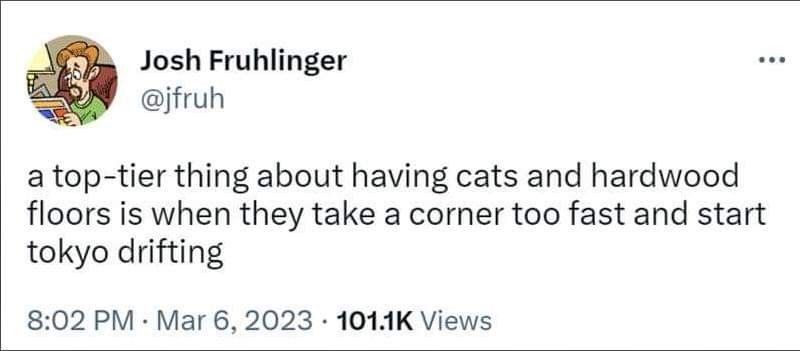 Josh Fruhlinger
@jfruh
a top-tier thing about having cats and hardwood
floors is when they take a corner too fast and start
tokyo drifting
8:02 PM · Mar 6, 2023 · 101.1K Views